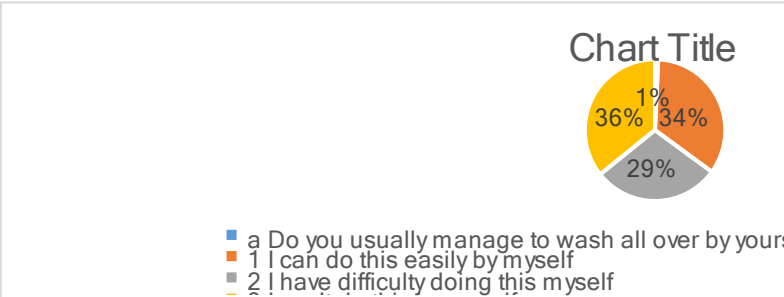 Chart Title
1%
36% 34%
29%
a Do you usually manage to wash all over by yours
1 I can do this easily by myself
2 I have difficulty doing this myself